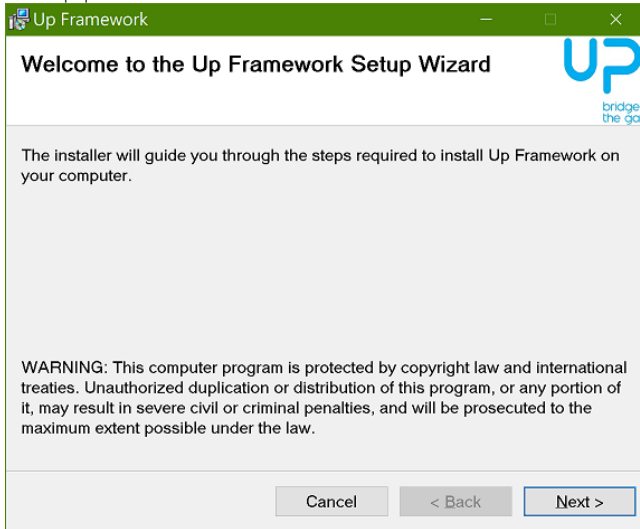 Up Framework
Welcome to the Up Framework Setup Wizard
UP
bridge
the ga
The installer will guide you through the steps required to install Up Framework on
your computer.
WARNING: This computer program is protected by copyright law and international
treaties. Unauthorized duplication or distribution of this program, or any portion of
it, may result in severe civil or criminal penalties, and will be prosecuted to the
maximum extent possible under the law.
Cancel
< Back
Next >